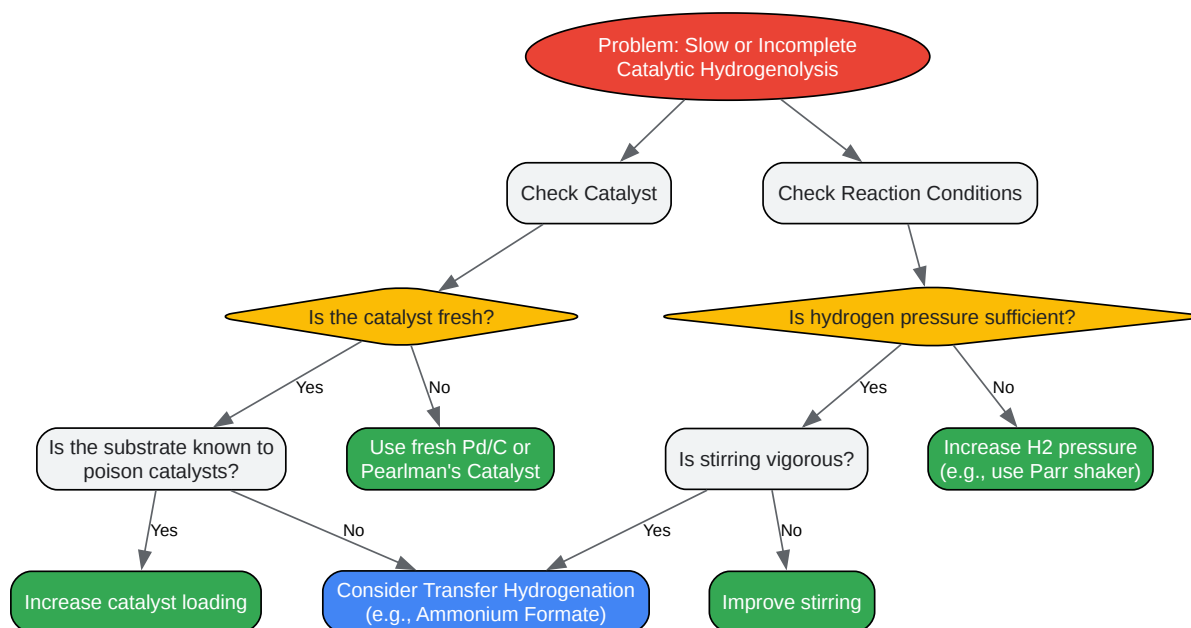 Problem: Slow or Incomplete
Catalytic Hydrogenolysis
Check Catalyst
Check Reaction Conditions
Is the catalyst fresh?
Is hydrogen pressure sufficient?
Yes
No
Yes
No
Is the substrate known to
poison catalysts?
Use fresh Pd/C or
Pearlman's Catalyst
Is stirring vigorous?
Increase H2 pressure
(e.g., use Parr shaker)
Yes
No
Yes
No
Increase catalyst loading
Consider Transfer Hydrogenation
(e.g., Ammonium Formate)
Improve stirring